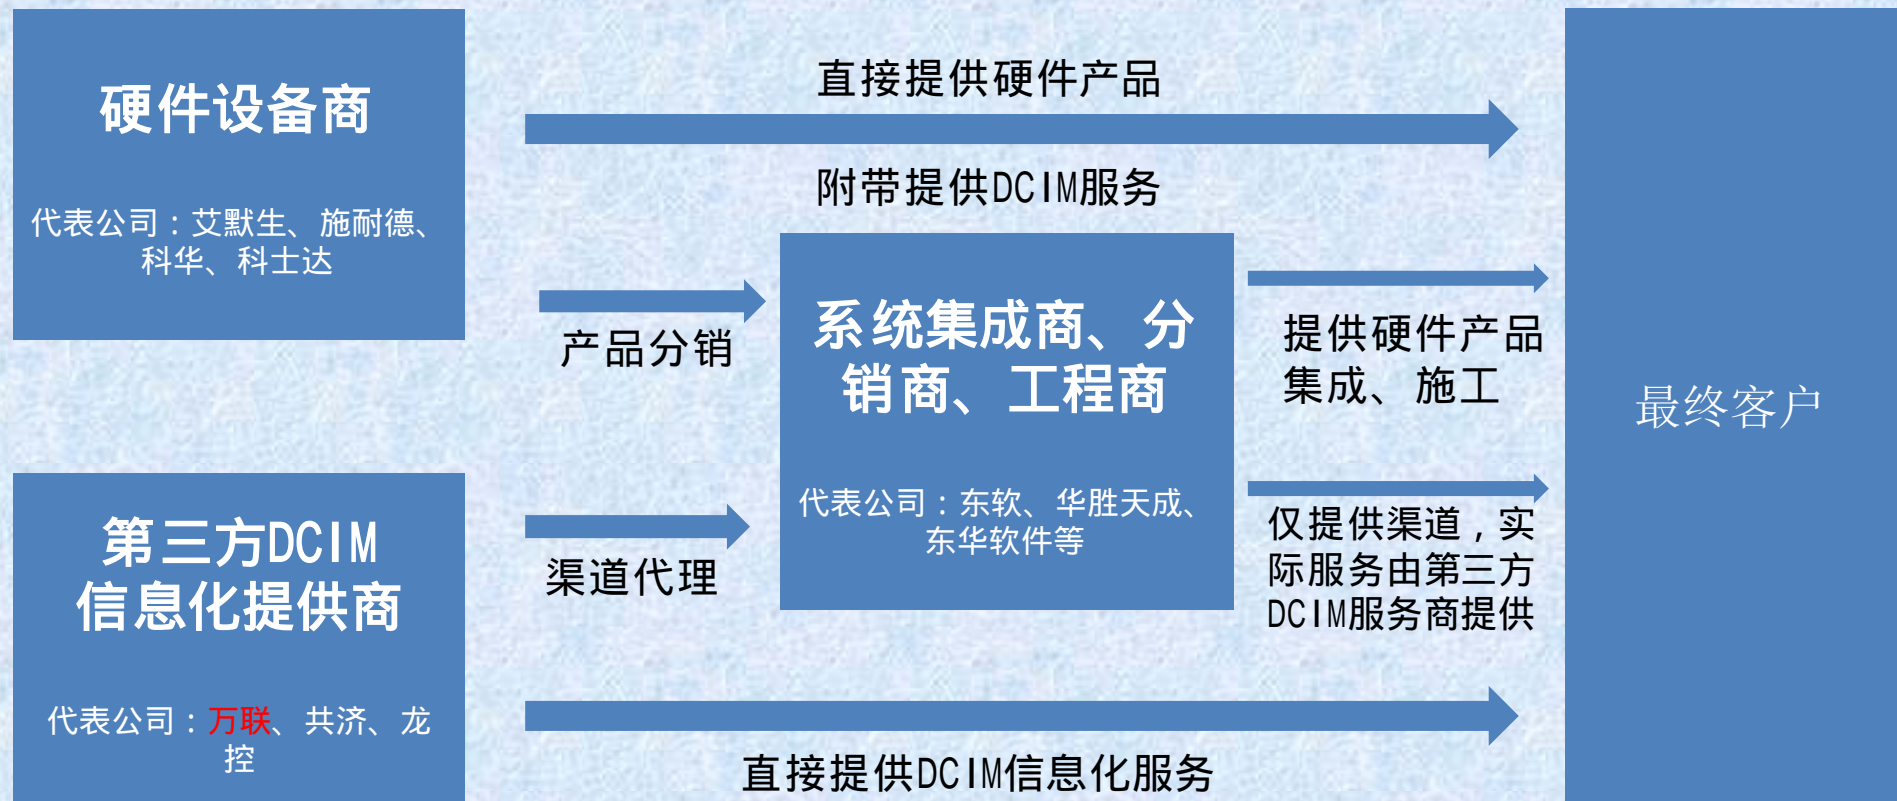 硬件设备商
代表公司：艾默生、施耐德、
科华、科士达
直接提供硬件产品
附带提供DCIM服务
产品分销
系统集成商、分
销商、工程商
代表公司：东软、华胜天成、
东华软件等
提供硬件产品
集成、施工
最终客户
第三方DCIM
信息化提供商
代表公司：万联、共济、龙
控
渠道代理
仅提供渠道，实
际服务由第三方
DCIM服务商提供
直接提供DCIM信息化服务